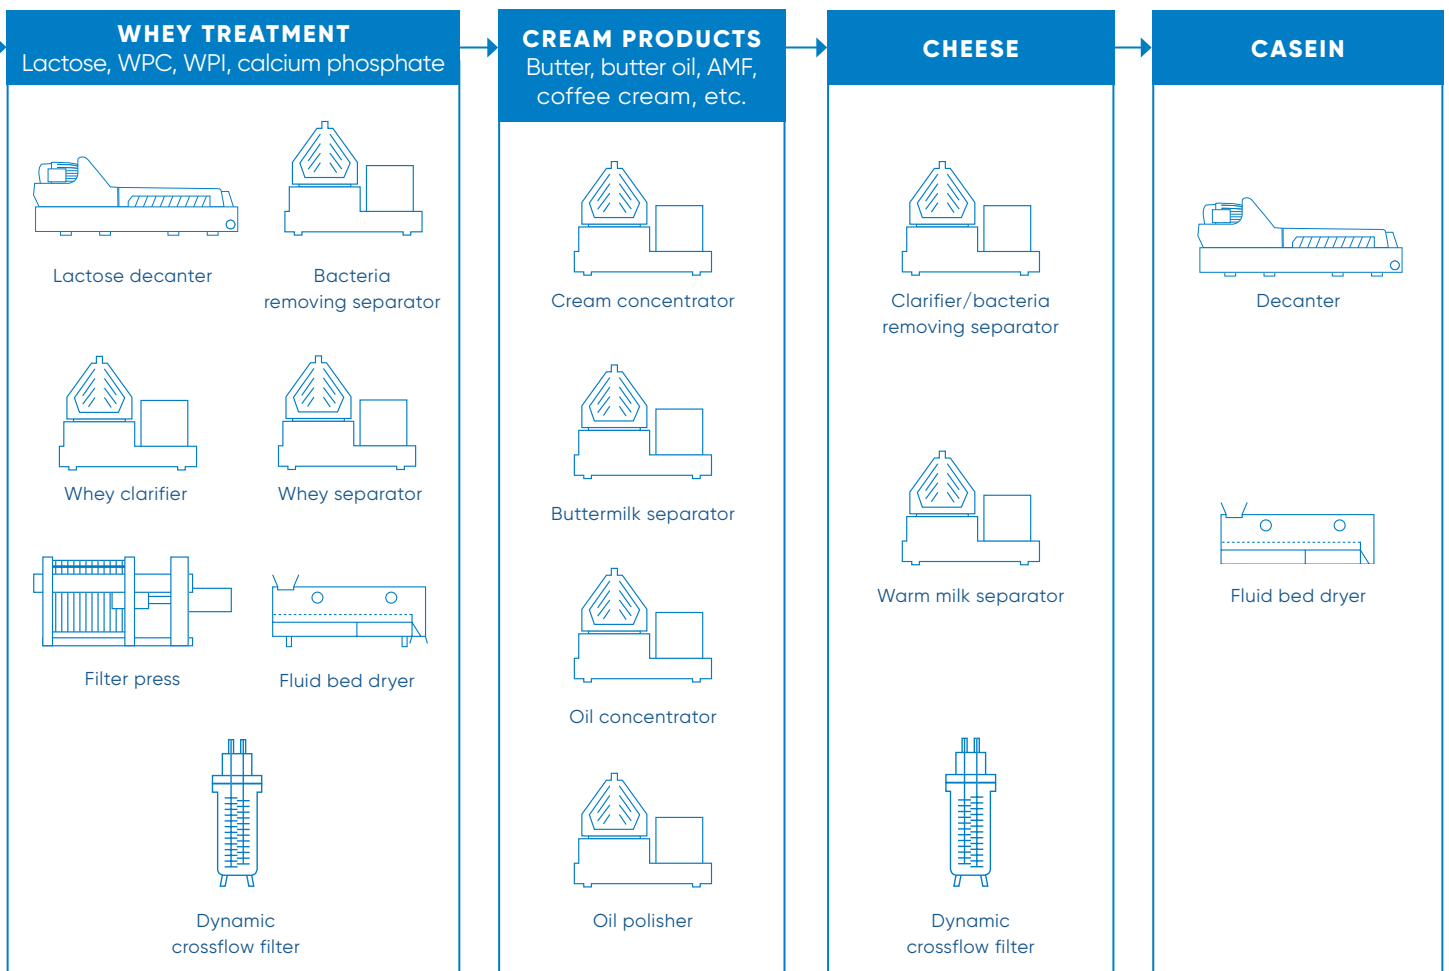 WHEY TREATMENT
Lactose, WPC, WPI, calcium phosphate
Lactose decanter
Bacteria
removing separator
Whey clarifier
Whey separator
Filter press
Fluid bed dryer
Dynamic
crossflow filter
CREAM PRODUCTS
Butter, butter oil, AMF,
coffee cream, etc.
Cream concentrator
Buttermilk separator
Oil concentrator
Oil polisher
CHEESE
Clarifier/bacteria
removing separator
Warm milk separator
Dynamic
crossflow filter
CASEIN
Decanter
Fluid bed dryer